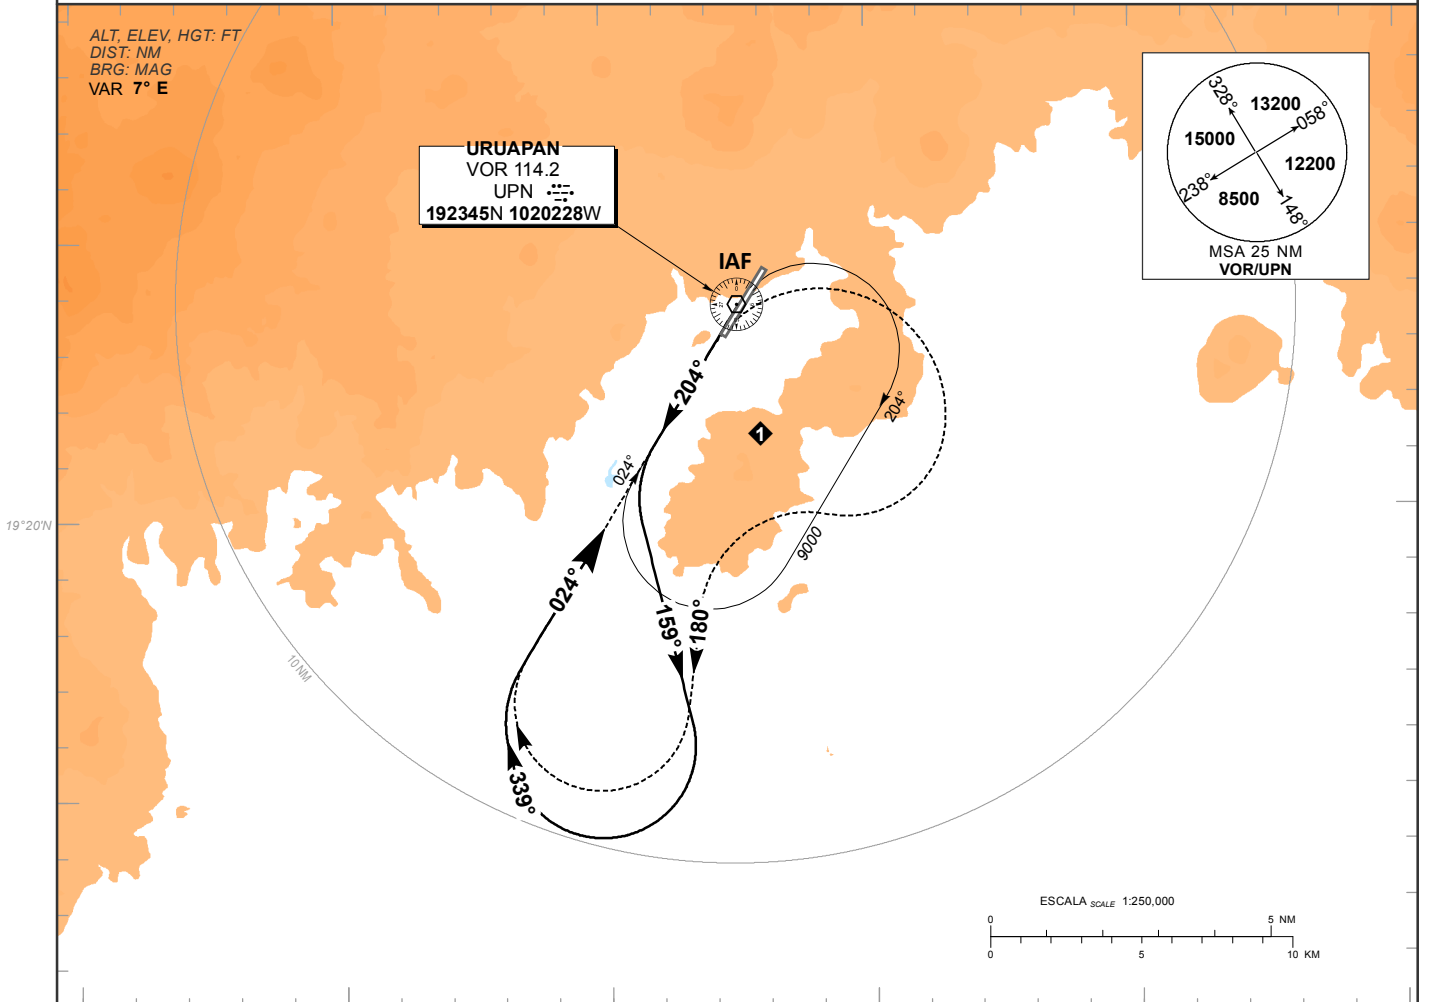 ALT, ELEV, HGT: FT
DIST: NM
BRG: MAG
VAR 7° E
URUAPAN
VOR 114.2
UPN
192345N 1020228W
IAF
328°
13200
058°
15000
12200
238°
8500
148°
MSA 25 NM
VOR/UPN
204°
204°
1
024°
19°20'N
9000
024°
159°
180°
10 NM
339°
ESCALA SCALE 1:250,000
0 5 NM
0 5 10 KM